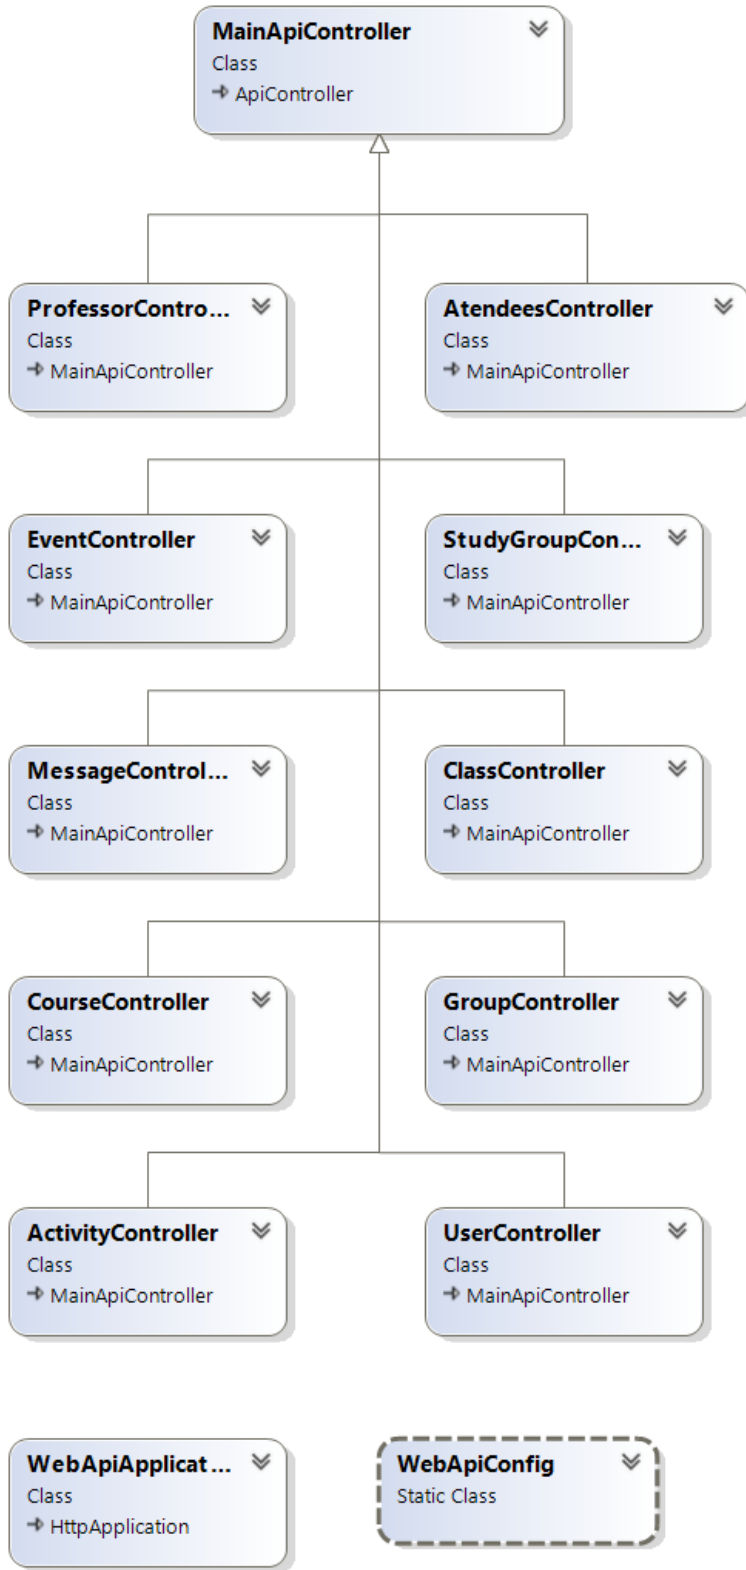 MainApiController
Class
ApiController
ProfessorContro...
Class
MainApiController
AtendeesController
Class
MainApiController
EventController
Class
MainApiController
StudyGroupCon...
Class
MainApiController
MessageControl...
Class
MainApiController
ClassController
Class
MainApiController
CourseController
Class
MainApiController
GroupController
Class
MainApiController
ActivityController
Class
MainApiController
UserController
Class
MainApiController
WebApiApplicat...
Class
HttpApplication
WebApiConfig
Static Class